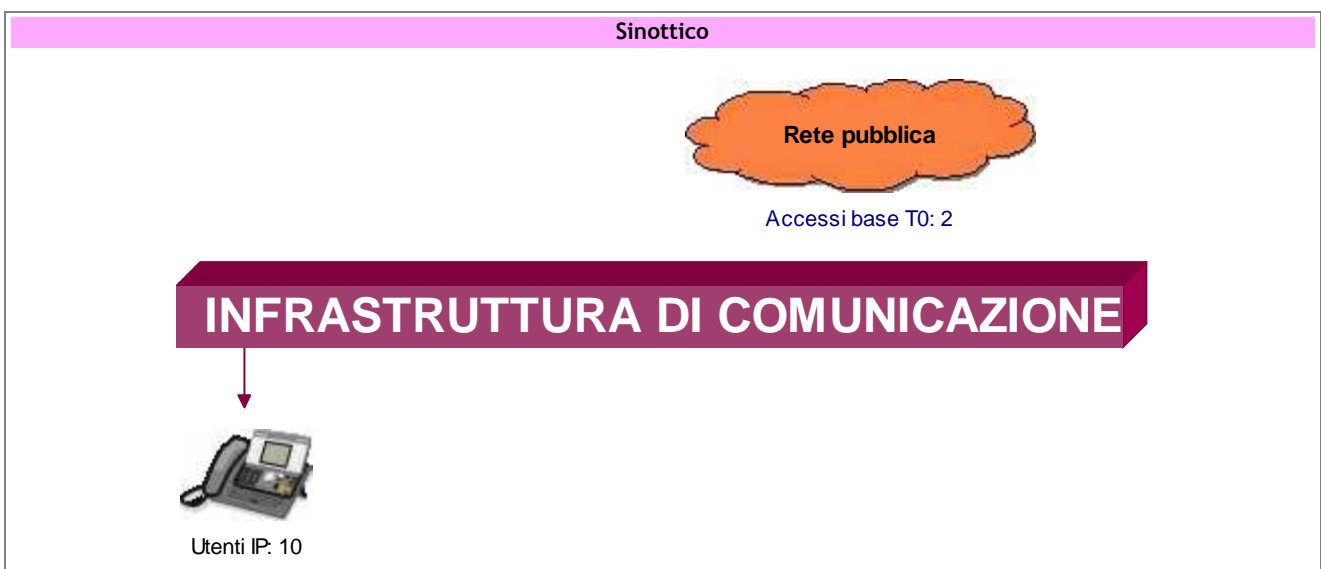 Sinottico
Rete pubblica
Accessi base T0: 2
INFRASTRUTTURA DI COMUNICAZIONE
Utenti IP: 10